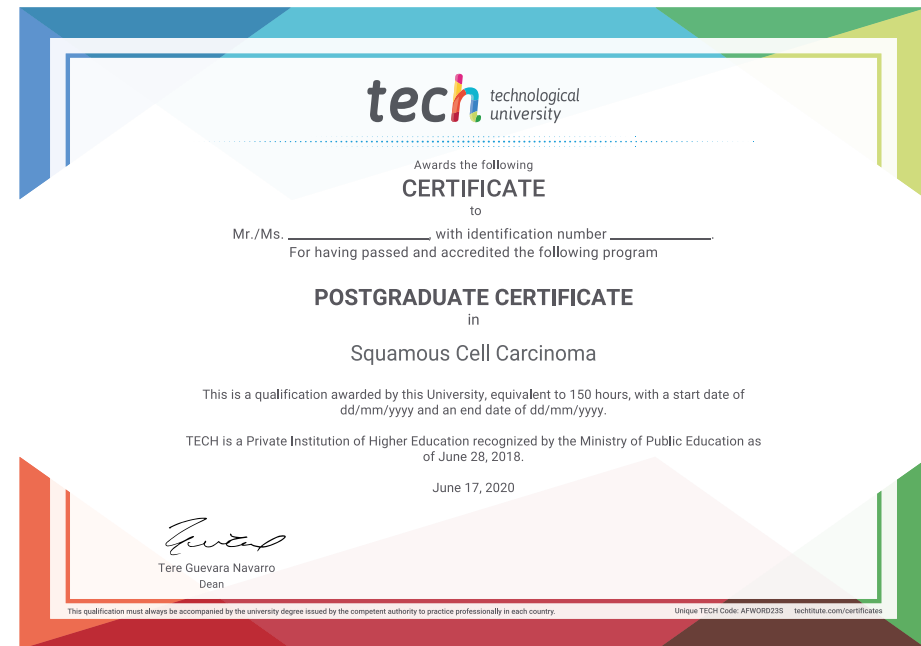 tech technological
university
Awards the following
CERTIFICATE
to
Mr./Ms. ____________________, with identification number ______________.
For having passed and accredited the following program
POSTGRADUATE CERTIFICATE
in
Squamous Cell Carcinoma
This is a qualification awarded by this University, equivalent to 150 hours, with a start date of
dd/mm/yyyy and an end date of dd/mm/yyyy.
TECH is a Private Institution of Higher Education recognized by the Ministry of Public Education as
of June 28, 2018.
June 17, 2020
Tere Guevara Navarro
Dean
This qualification must always be accompanied by the university degree issued by the competent authority to practice professionally in each country. Unique TECH Code: AFWORD23S techtitute.com/certificates